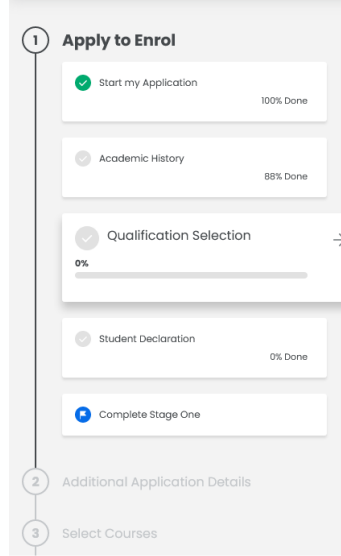 1 Apply to Enrol
Start my Application
100% Done
Academic History
88% Done
Qualification Selection
0%
Student Declaration
0% Done
Complete Stage One
2 Additional Application Details
3 Select Courses